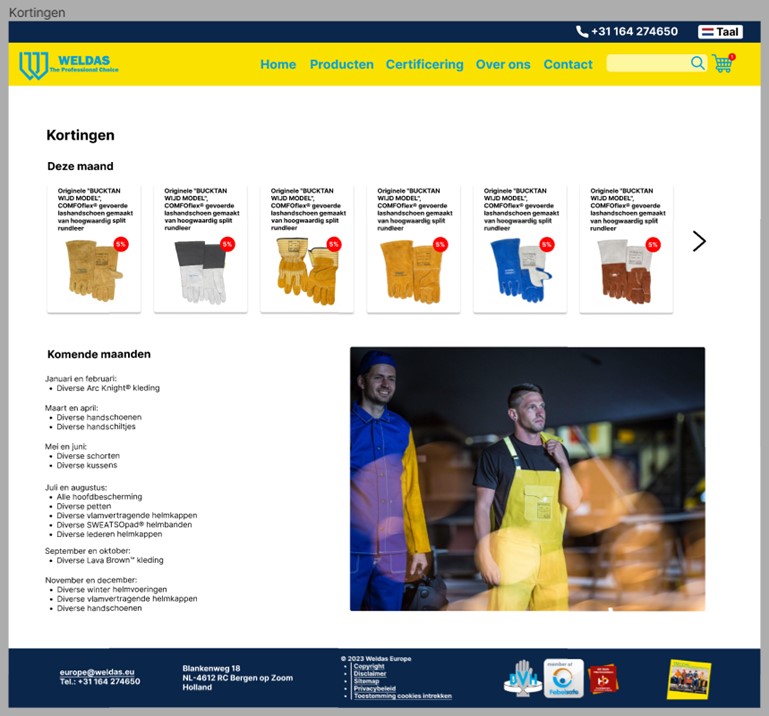 Kortingen
+31 164 274650
Taal
WELDAS
The Professional Choice
Home Producten Certificering Over ons Contact
1
Kortingen
Deze maand
Originele "BUCKTAN
WIJD MODEL",
COMFOflex® gevoerde
lashandschoen gemaakt
van hoogwaardig split
rundleer
5%
Originele "BUCKTAN
WIJD MODEL",
COMFOflex® gevoerde
lashandschoen gemaakt
van hoogwaardig split
rundleer
5%
Originele "BUCKTAN
WIJD MODEL",
COMFOflex® gevoerde
lashandschoen gemaakt
van hoogwaardig split
rundleer
5%
Originele "BUCKTAN
WIJD MODEL",
COMFOflex® gevoerde
lashandschoen gemaakt
van hoogwaardig split
rundleer
5%
Originele "BUCKTAN
WIJD MODEL",
COMFOflex® gevoerde
lashandschoen gemaakt
van hoogwaardig split
rundleer
5%
Originele "BUCKTAN
WIJD MODEL",
COMFOflex® gevoerde
lashandschoen gemaakt
van hoogwaardig split
rundleer
5%
Komende maanden
Januari en februari:
• Diverse Arc Knight® kleding
Maart en april:
• Diverse handschoenen
• Diverse handschiltjes
Mei en juni:
• Diverse schorten
• Diverse kussens
Juli en augustus:
• Alle hoofdbescherming
• Diverse petten
• Diverse vlamvertragende helmkappen
• Diverse SWEATSOpad® helmbanden
• Diverse lederen helmkappen
September en oktober:
• Diverse Lava Brown™ kleding
November en december:
• Diverse winter helmvoeringen
• Diverse vlamvertragende helmkappen
• Diverse handschoenen
europe@weldas.eu
Tel.: +31 164 274650
Blankenweg 18
NL-4612 RC Bergen op Zoom
Holland
© 2023 Weldas Europe
• | Copyright
• | Disclaimer
• | Sitemap
• | Privacybeleid
• | Toestemming cookies intrekken
DVH
member of
Febelsafe